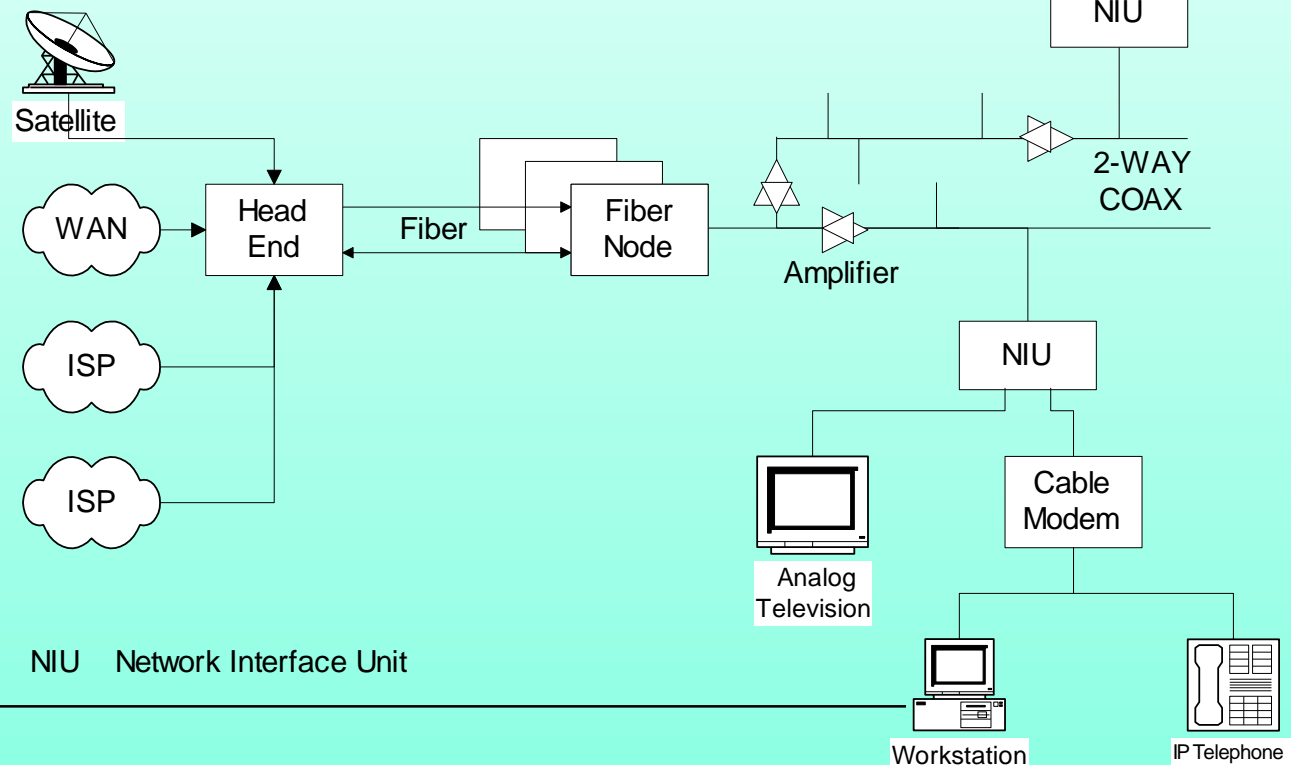 NIU
Satellite
2-WAY
COAX
WAN
Head
End
Fiber
Fiber
Node
Amplifier
ISP
NIU
ISP
Cable
Modem
Analog
Television
NIU Network Interface Unit
Workstation
IP Telephone